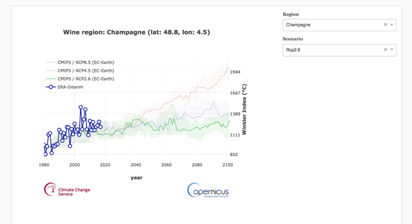 Region
Champagne
Scenario
Rcp2.6
Wine region: Champagne (lat: 48.8, lon: 4.5)
CMIP5 / RCP8.5 (EC-Earth)
CMIP5 / RCP4.5 (EC-Earth)
CMIP5 / RCP2.6 (EC-Earth)
ERA-Interim
1944
1667
1389
1111
850
Winkler Index (°C)
1980
2000
2020
2040
2060
2080
2100
year
Climate Change
Service
opernicus